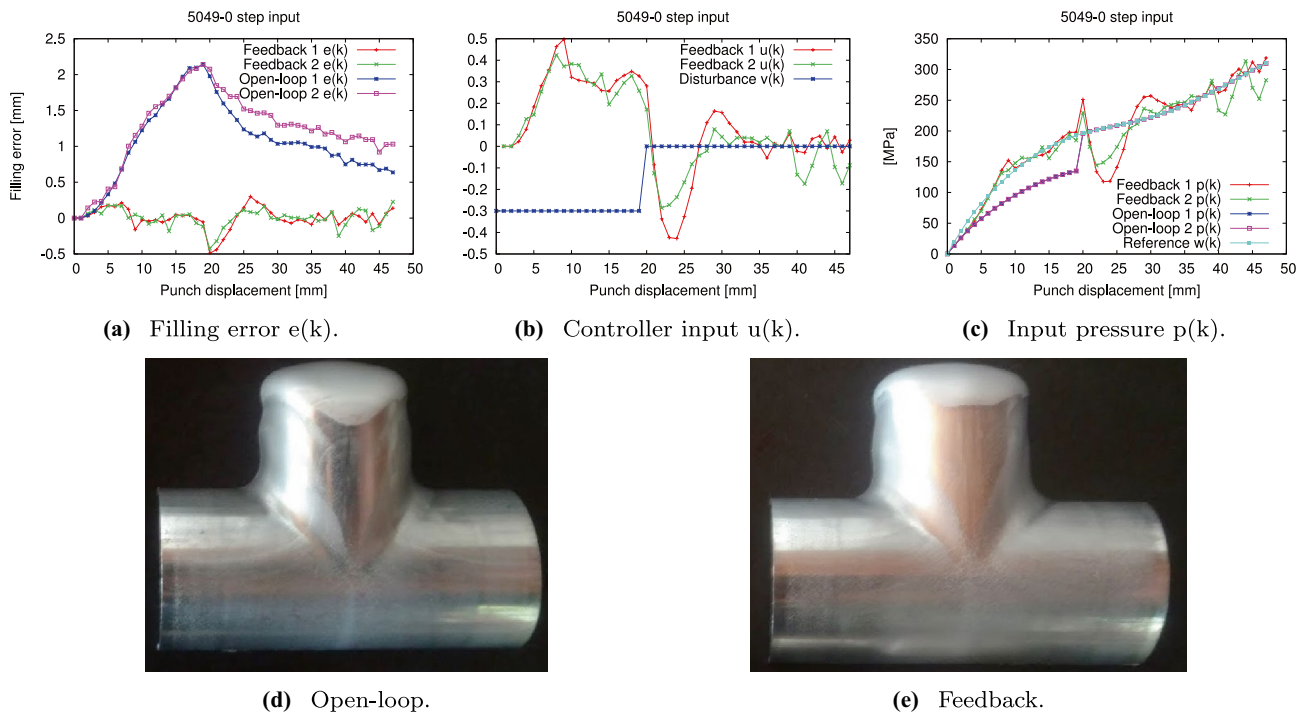 5049-0 step input
Filling error [mm]
2.5
2
1.5
1
0.5
0
-0.5
0 5 10 15 20 25 30 35 40 45 50
Punch displacement [mm]
Feedback 1 e(k)
Feedback 2 e(k)
Open-loop 1 e(k)
Open-loop 2 e(k)
(a) Filling error e(k).
5049-0 step input
0.5
0.4
0.3
0.2
0.1
0
-0.1
-0.2
-0.3
-0.4
-0.5
0 5 10 15 20 25 30 35 40 45
Punch displacement [mm]
Feedback 1 u(k)
Feedback 2 u(k)
Disturbance v(k)
(b) Controller input u(k).
5049-0 step input
[MPa]
350
300
250
200
150
100
50
0
0 5 10 15 20 25 30 35 40 45 50
Punch displacement [mm]
Feedback 1 p(k)
Feedback 2 p(k)
Open-loop 1 p(k)
Open-loop 2 p(k)
Reference w(k)
(c) Input pressure p(k).
(d) Open-loop.
(e) Feedback.